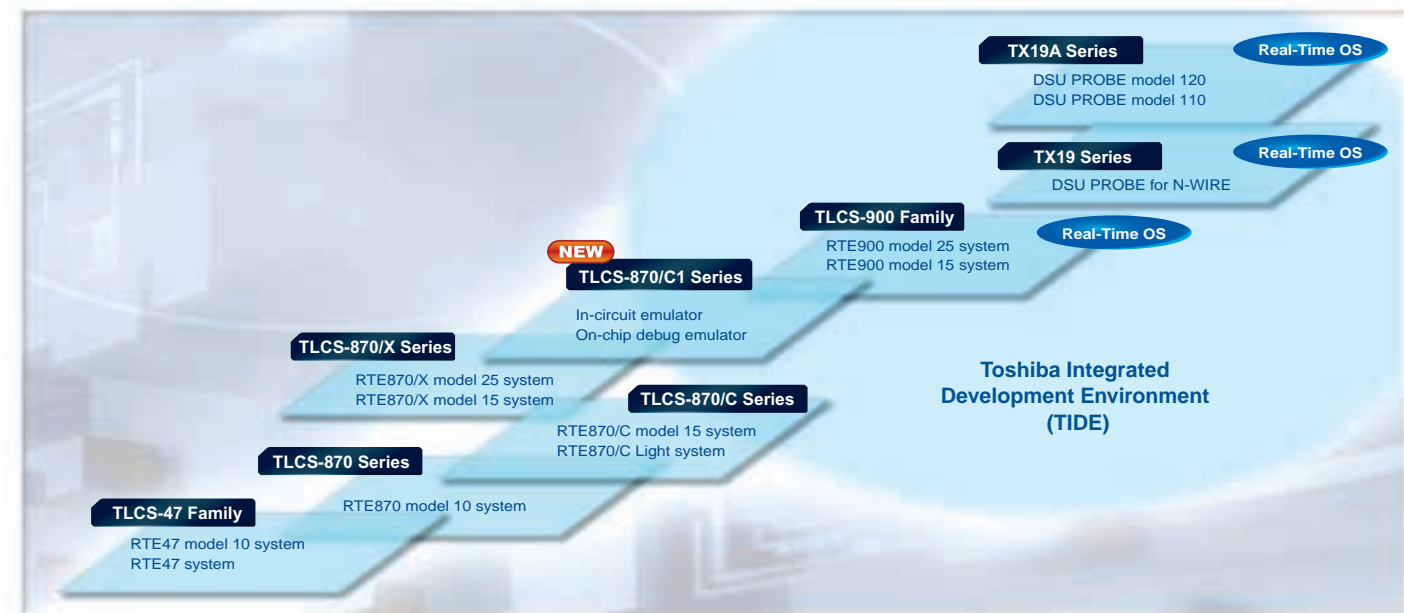 TX19A Series
Real-Time OS
DSU PROBE model 120
DSU PROBE model 110
TX19 Series
Real-Time OS
DSU PROBE for N-WIRE
TLCS-900 Family
Real-Time OS
RTE900 model 25 system
RTE900 model 15 system
NEW
TLCS-870/C1 Series
In-circuit emulator
On-chip debug emulator
TLCS-870/X Series
RTE870/X model 25 system
RTE870/X model 15 system
TLCS-870/C Series
RTE870/C model 15 system
RTE870/C Light system
Toshiba Integrated
Development Environment
(TIDE)
TLCS-870 Series
RTE870 model 10 system
TLCS-47 Family
RTE47 model 10 system
RTE47 system